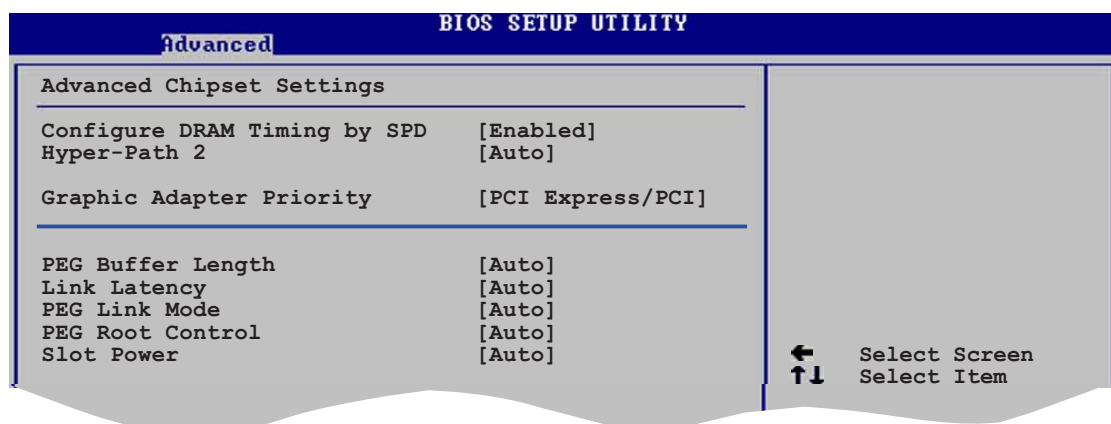 BIOS SETUP UTILITY
Advanced
Advanced Chipset Settings
Configure DRAM Timing by SPD [Enabled]
Hyper-Path 2 [Auto]
Graphic Adapter Priority [PCI Express/PCI]
PEG Buffer Length [Auto]
Link Latency [Auto]
PEG Link Mode [Auto]
PEG Root Control [Auto]
Slot Power [Auto]
← Select Screen
↑↓ Select Item